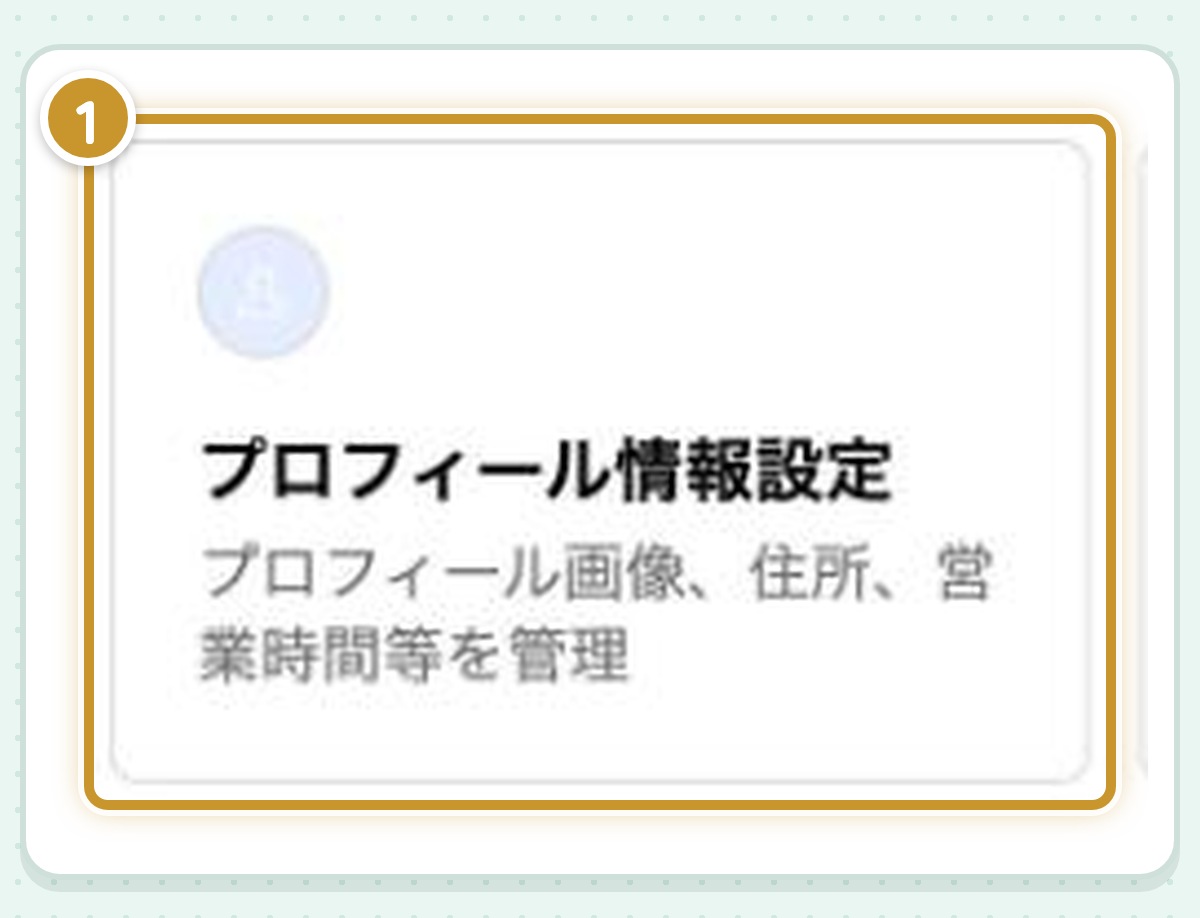 1
プロフィール情報設定
プロフィール画像、住所、営
業時間等を管理